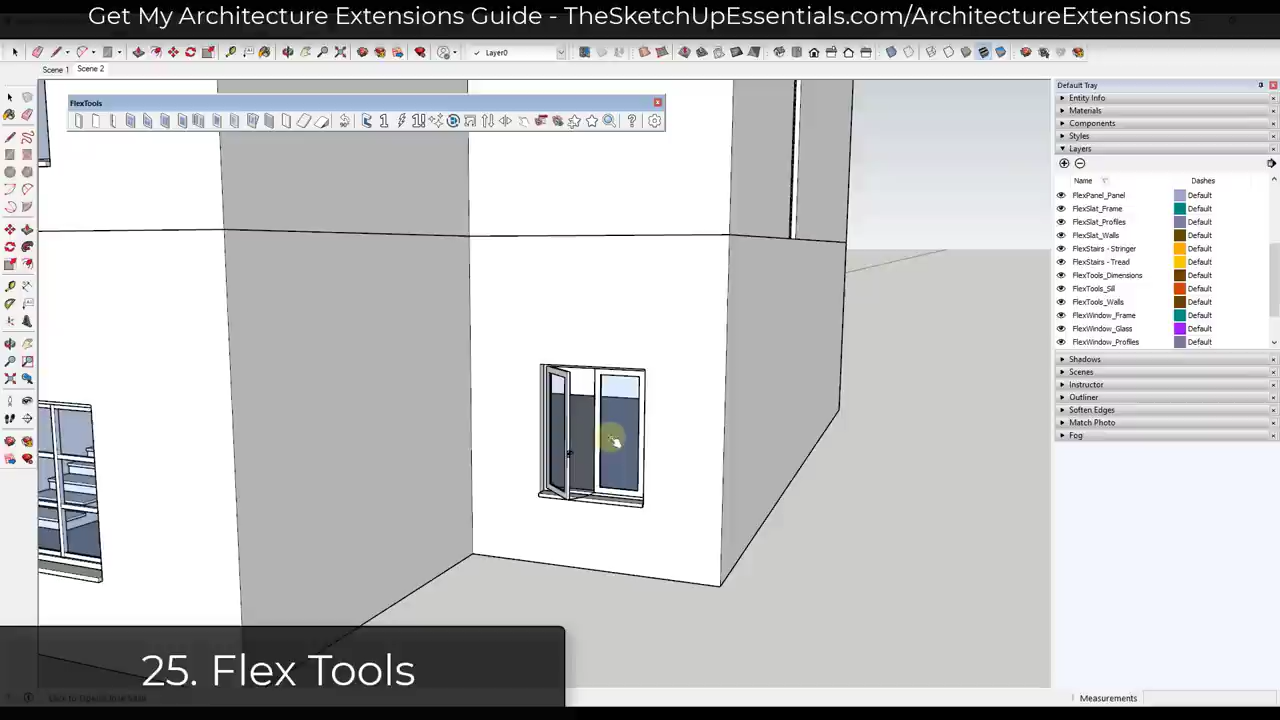 Get My Architecture Extensions Guide - TheSketchUpEssentials.com/ArchitectureExtensions
Layer0
Scene 1
Scene 2
FlexTools
Default Tray
Entity Info
Materials
Components
Styles
Layers
Name
Dashes
FlexPanel_Panel
Default
FlexSlat_Frame
Default
FlexSlat_Profiles
Default
FlexSlat_Walls
Default
FlexStairs - Stringer
Default
FlexStairs - Tread
Default
FlexTools_Dimensions
Default
FlexTools_Sill
Default
FlexTools_Walls
Default
FlexWindow_Frame
Default
FlexWindow_Glass
Default
FlexWindow_Profiles
Default
Shadows
Scenes
Instructor
Outliner
Soften Edges
Match Photo
Fog
25. Flex Tools
Measurements